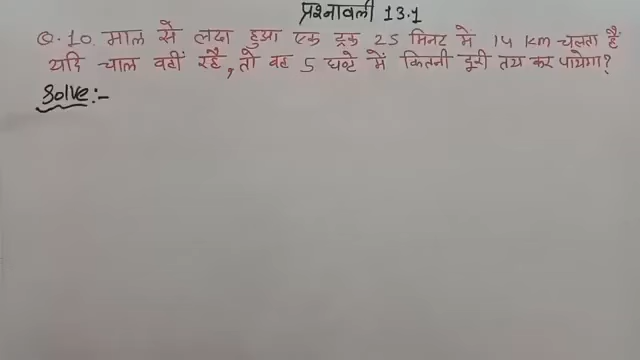 प्रश्नावली 13.1
Q.10. माल से लदा हुआ एक ट्रक 25 मिनट में 14 km चलता है
यदि चाल वहीं रहै, तो वह 5 घण्टे में कितनी दूरी तय कर पायेगा?
Solve:-